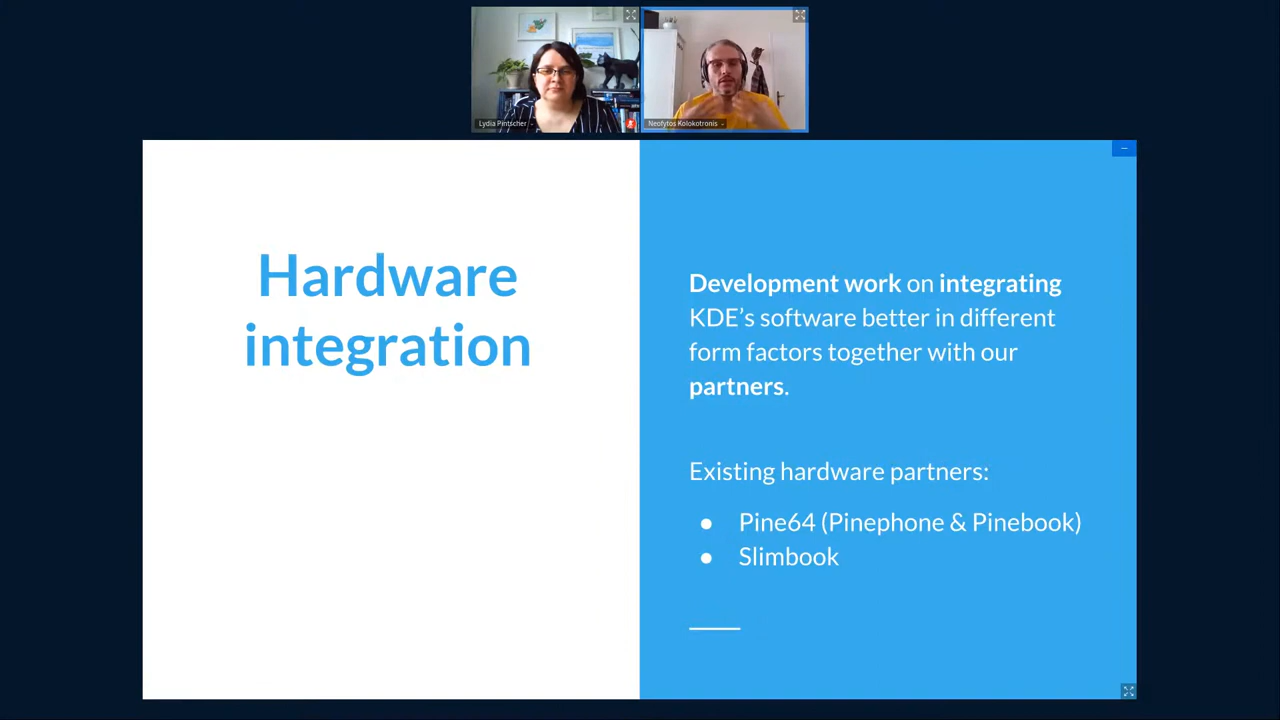 Lydia Pintscher
Neofytos Kolokotronis
Hardware
integration
Development work on integrating
KDE's software better in different
form factors together with our
partners.
Existing hardware partners:
● Pine64 (Pinephone & Pinebook)
● Slimbook